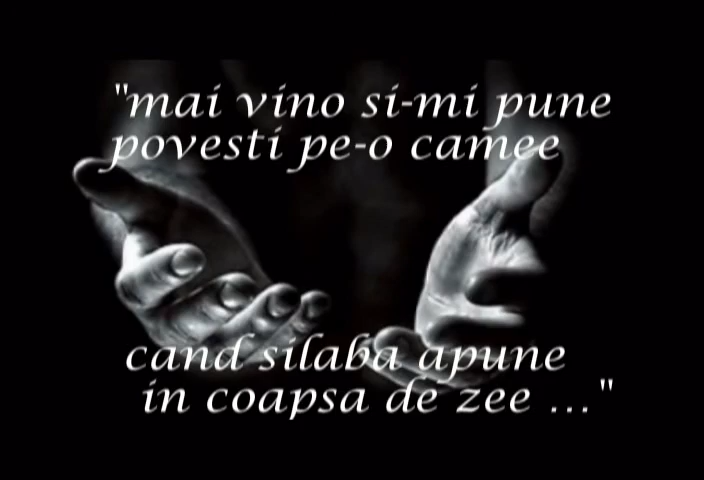 "mai vino si-mi pune
povesti pe-o camee
cand silaba apune
in coapsa de zee ..."